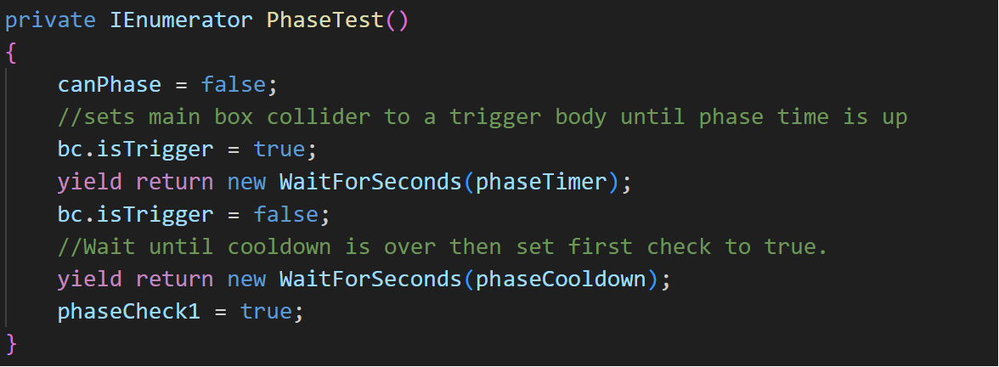 private IEnumerator PhaseTest()
{
    canPhase = false;
    //sets main box collider to a trigger body until phase time is up
    bc.isTrigger = true;
    yield return new WaitForSeconds(phaseTimer);
    bc.isTrigger = false;
    //Wait until cooldown is over then set first check to true.
    yield return new WaitForSeconds(phaseCooldown);
    phaseCheck1 = true;
}